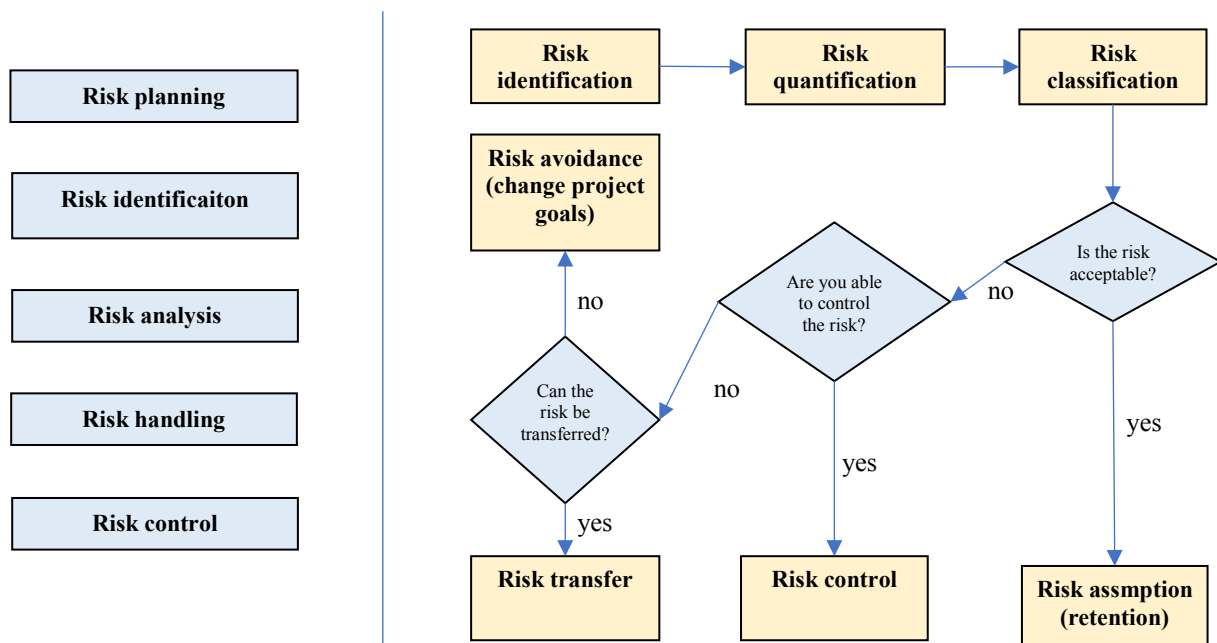 Risk planning
Risk identificaiton
Risk analysis
Risk handling
Risk control
Risk
identification
Risk
quantification
Risk
classification
Risk avoidance
(change project
goals)
Is the risk
acceptable?
no
Are you able
to control
the risk?
no
no
Can the
risk be
transferred?
yes
yes
yes
Risk transfer
Risk control
Risk assmption
(retention)